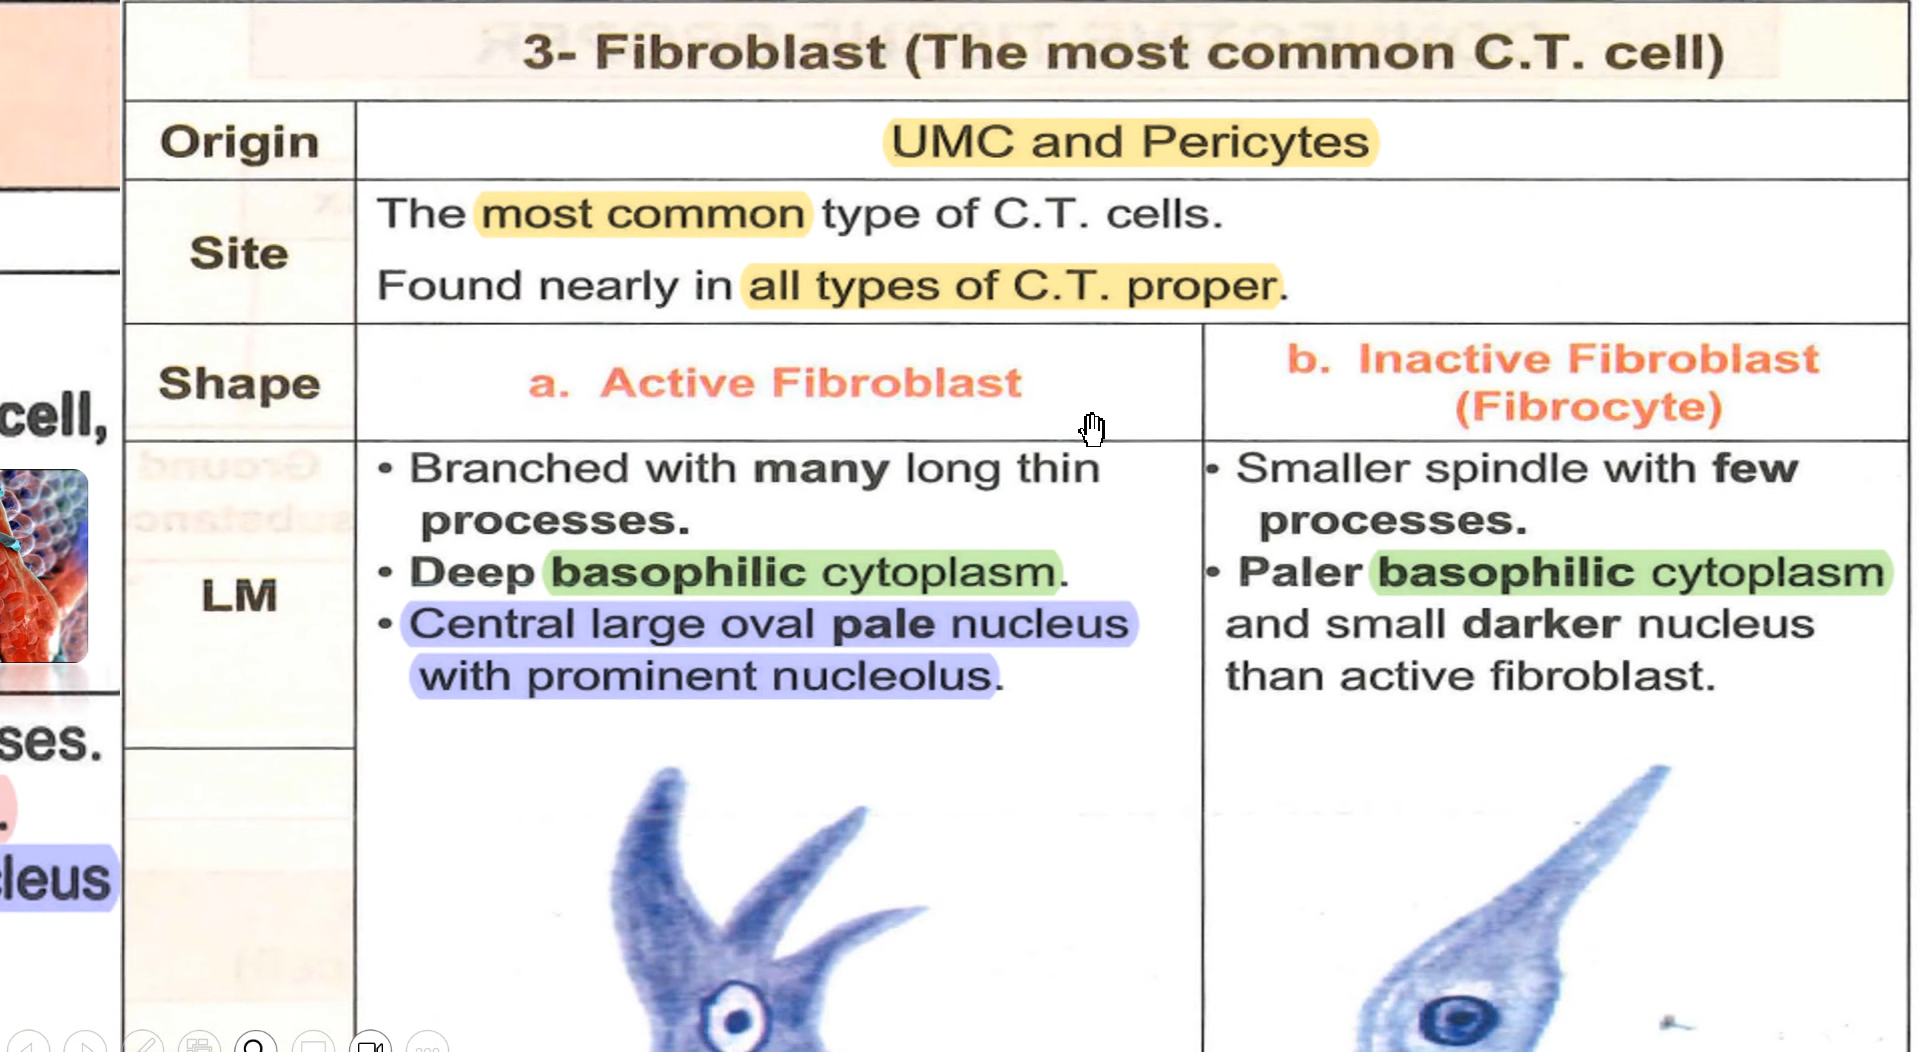 3- Fibroblast (The most common C.T. cell)
Origin
UMC and Pericytes
Site
The most common type of C.T. cells.
Found nearly in all types of C.T. proper.
Shape
a. Active Fibroblast
b. Inactive Fibroblast
(Fibrocyte)
LM
• Branched with many long thin
processes.
• Deep basophilic cytoplasm.
• Central large oval pale nucleus
with prominent nucleolus.
• Smaller spindle with few
processes.
• Paler basophilic cytoplasm
and small darker nucleus
than active fibroblast.
cell,
ses.
.
cleus